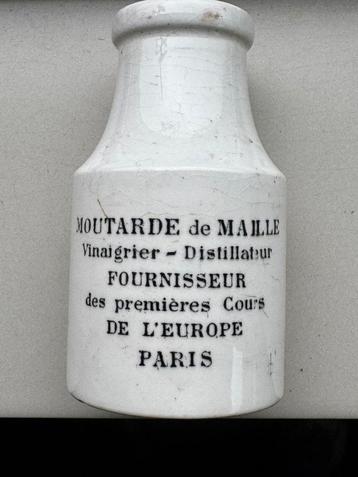 MOUTARDE de MAILLE
Vinaigrier - Distillateur
FOURNISSEUR
des premières Cours
DE L'EUROPE
PARIS